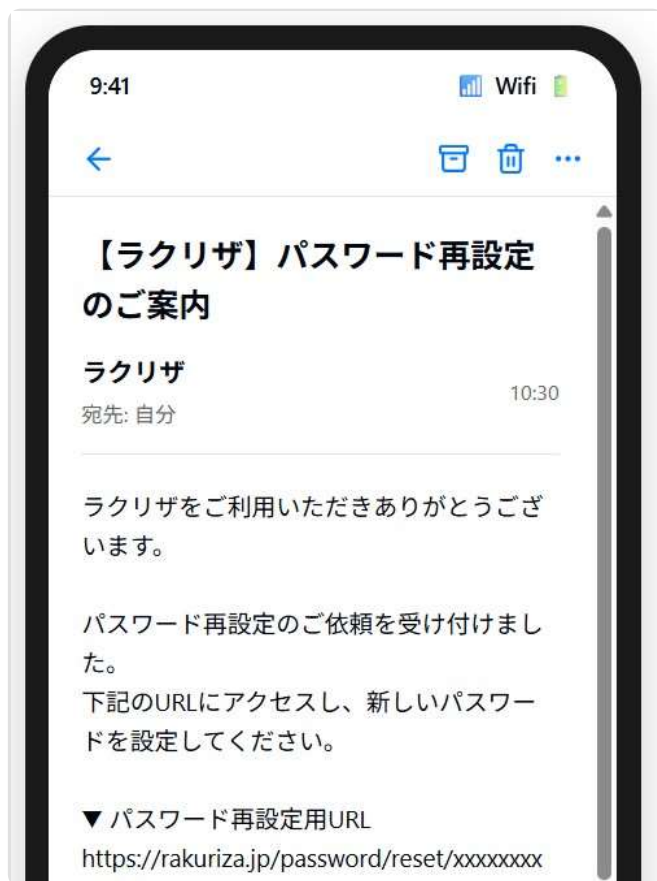 9:41
Wifi
【ラクリザ】パスワード再設定
のご案内
ラクリザ
10:30
宛先: 自分
ラクリザをご利用いただきありがとうござ
います。
パスワード再設定のご依頼を受け付けまし
た。
下記のURLにアクセスし、新しいパスワー
ドを設定してください。
▼ パスワード再設定用URL
https://rakuriza.jp/password/reset/xxxxxxxx